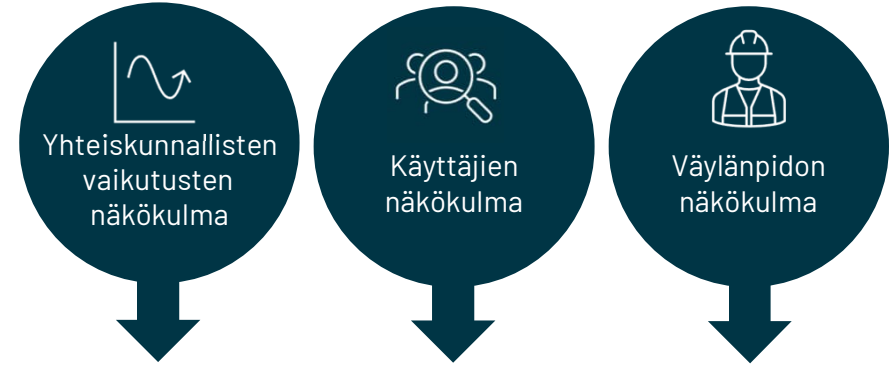 Yhteiskunnallisten
vaikutusten
näkökulma
Käyttäjien
näkökulma
Väylänpidon
näkökulma